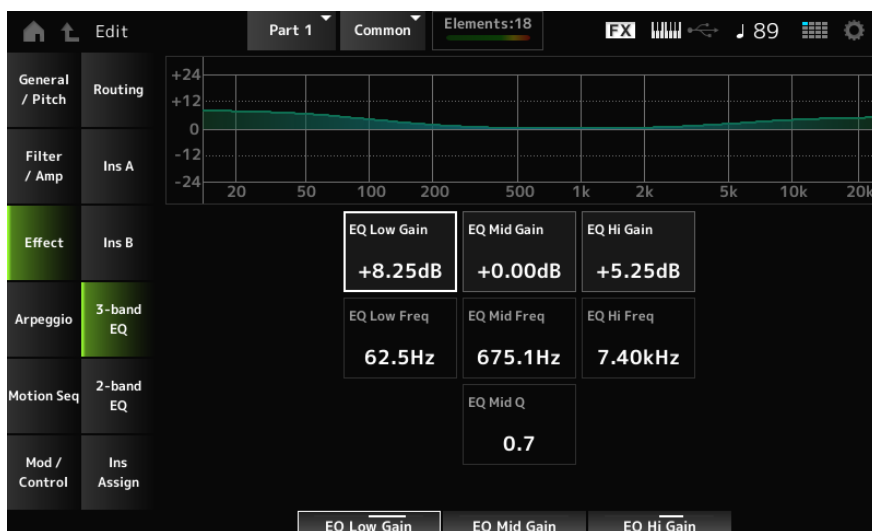 Edit
Part 1
Common
Elements:18
FX
♩ 89
General
/ Pitch
Filter
/ Amp
Effect
Arpeggio
Motion Seq
Mod /
Control
Routing
Ins A
Ins B
3-band
EQ
2-band
EQ
Ins
Assign
+24
+12
0
-12
-24
20 50 100 200 500 1k 2k 5k 10k 20k
EQ Low Gain EQ Mid Gain EQ Hi Gain
+8.25dB +0.00dB +5.25dB
EQ Low Freq EQ Mid Freq EQ Hi Freq
62.5Hz 675.1Hz 7.40kHz
EQ Mid Q
0.7
EQ Low Gain EQ Mid Gain EQ Hi Gain